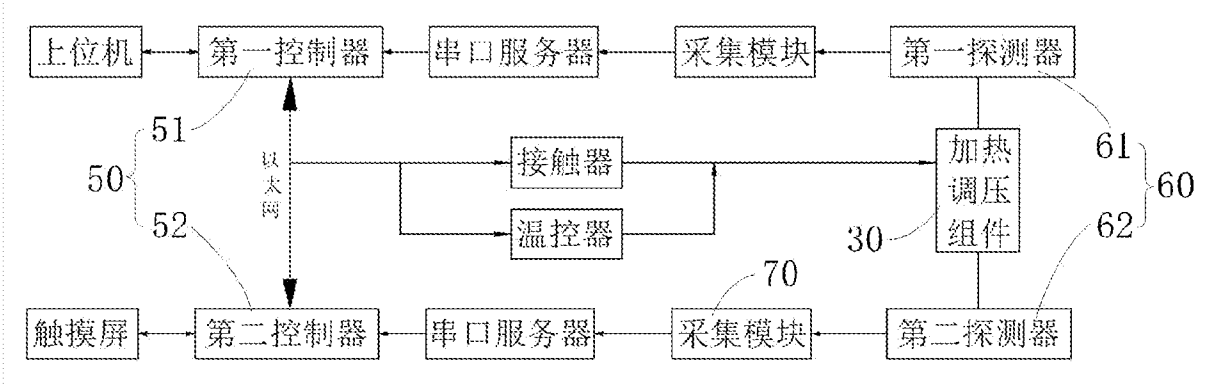 上位机
第一控制器
串口服务器
采集模块
第一探测器
51
50
52
以太网
接触器
温控器
加热
调压
组件
30
61
60
62
70
触摸屏
第二控制器
串口服务器
采集模块
第二探测器